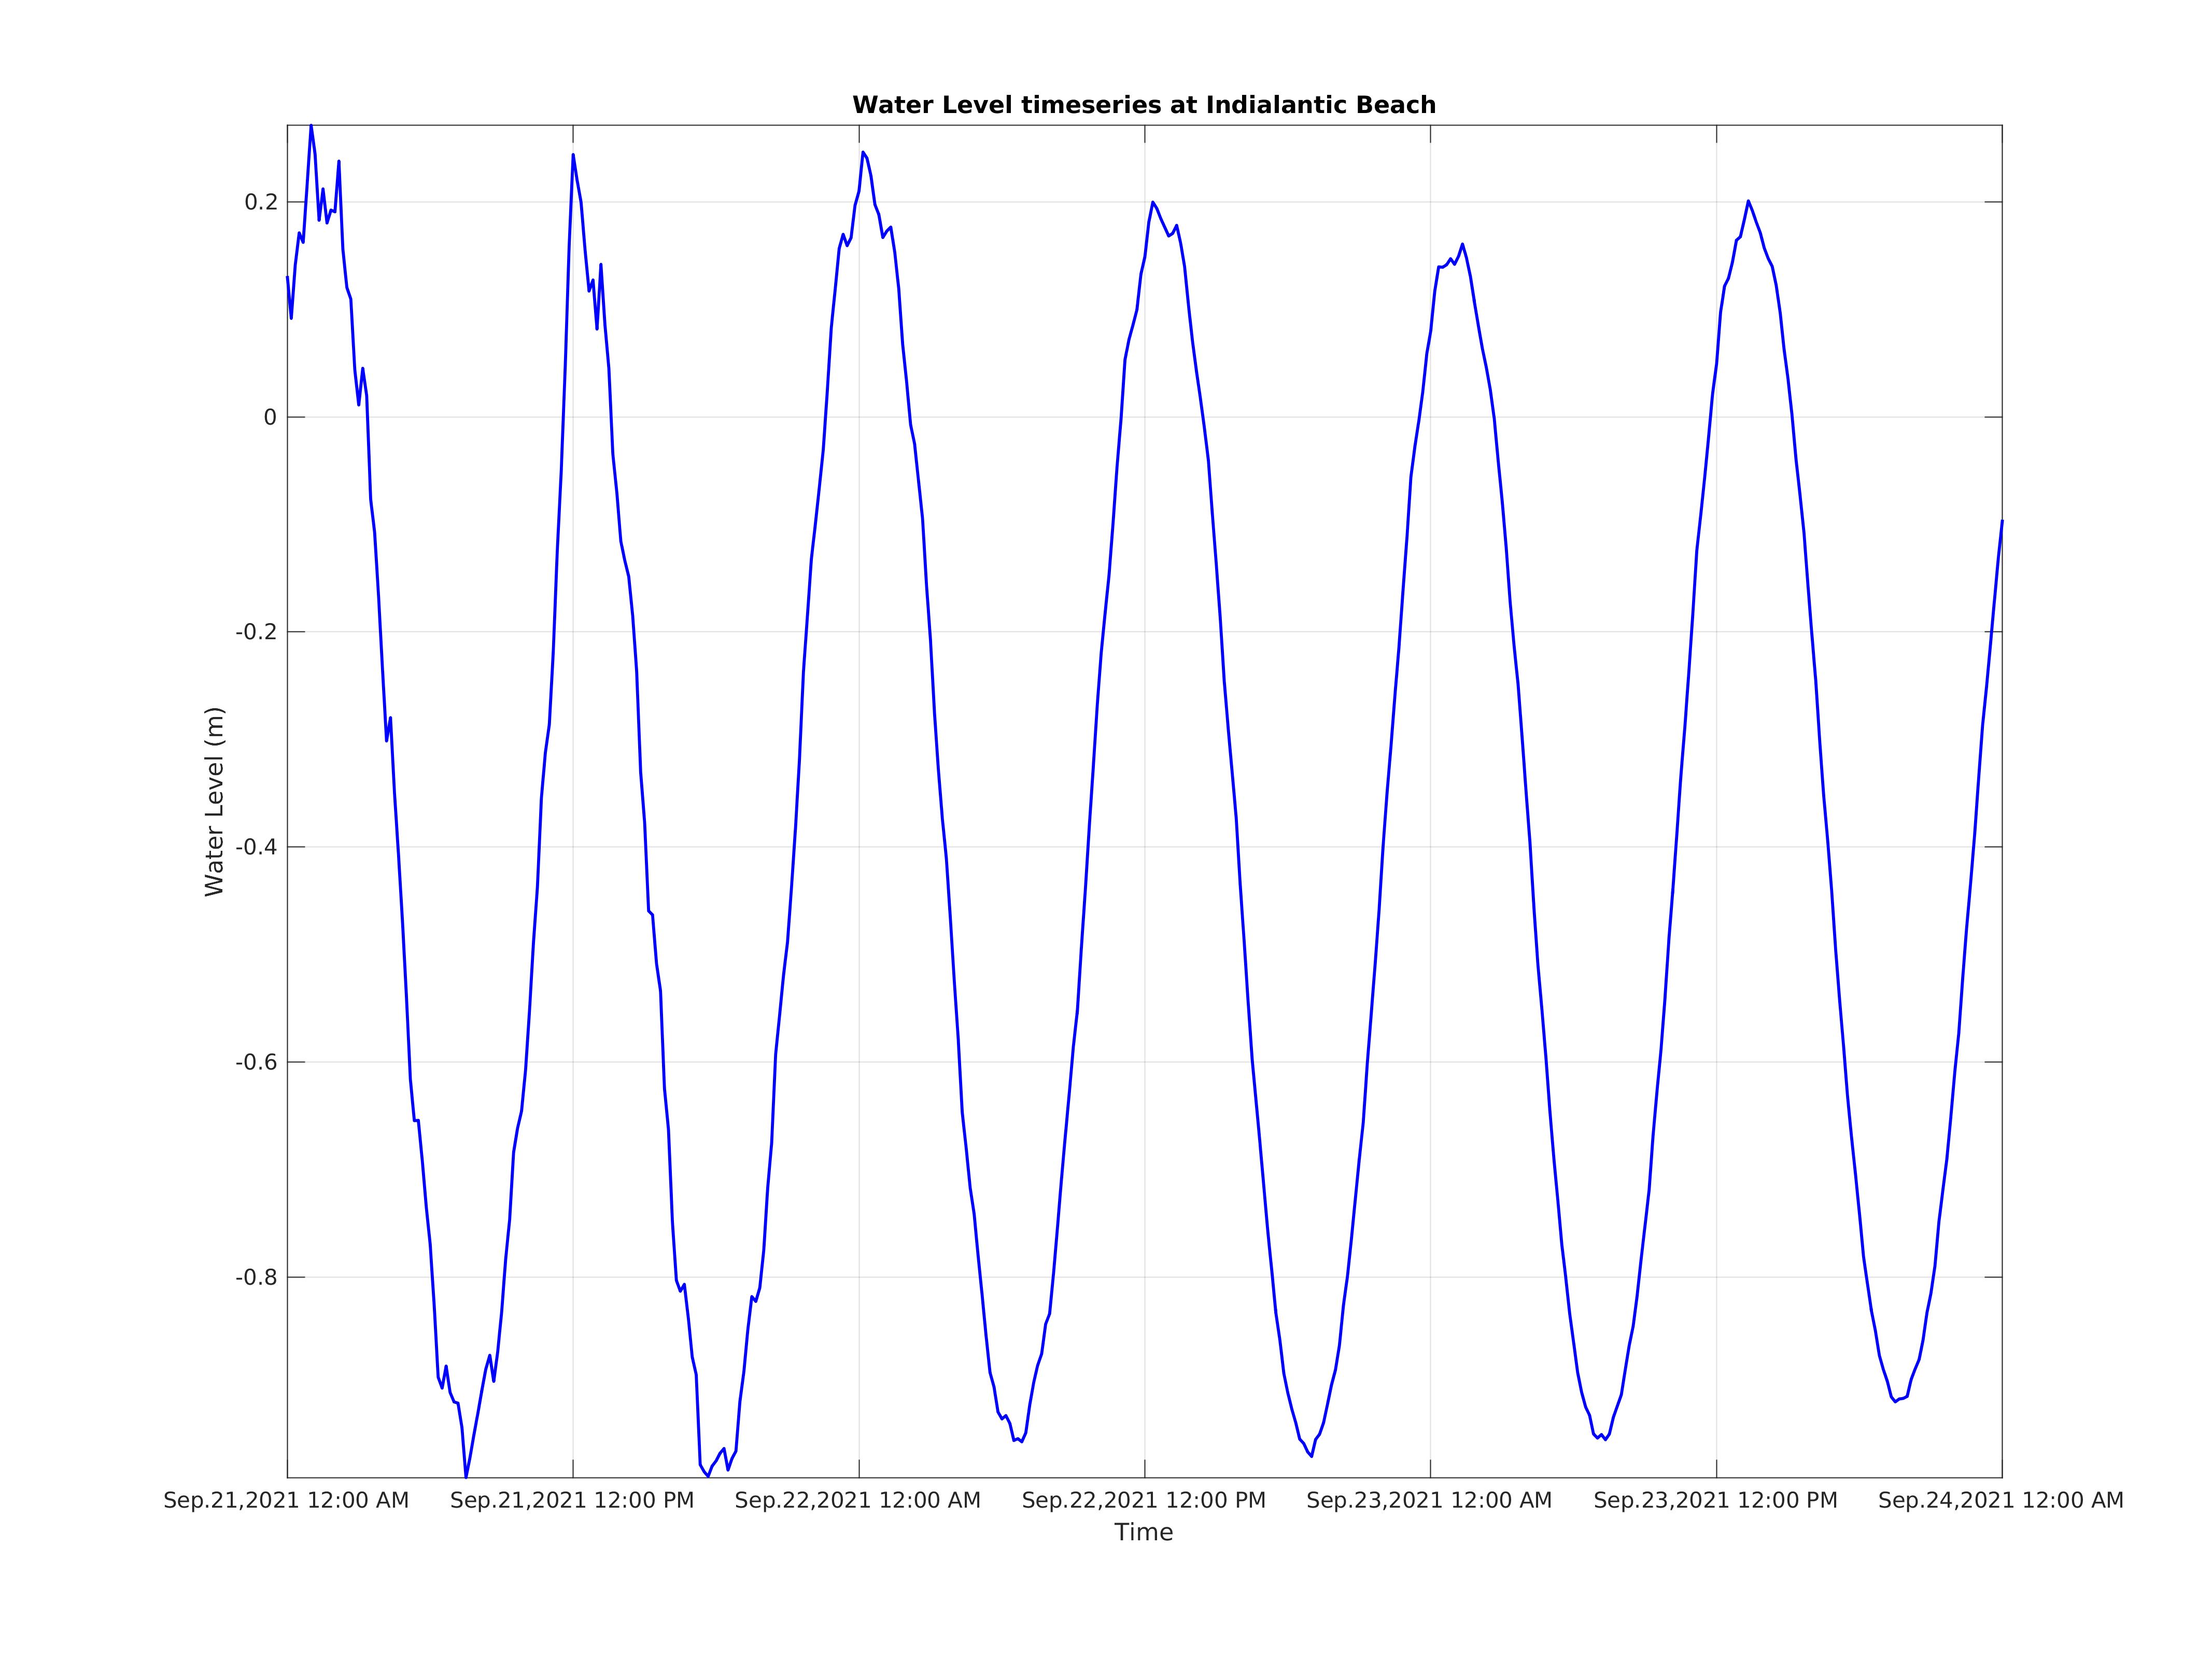 Water Level timeseries at Indialantic Beach
0.2
0
-0.2
-0.4
-0.6
-0.8
Water Level (m)
Sep.21,2021 12:00 AM Sep.21,2021 12:00 PM Sep.22,2021 12:00 AM Sep.22,2021 12:00 PM Sep.23,2021 12:00 AM Sep.23,2021 12:00 PM Sep.24,2021 12:00 AM
Time